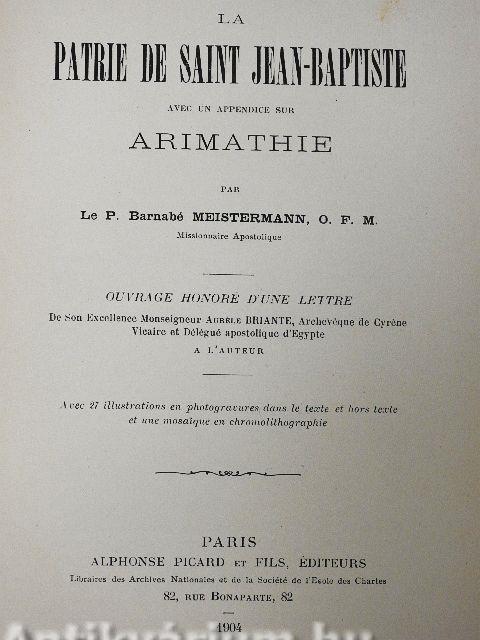 LA
PATRIE DE SAINT JEAN-BAPTISTE
AVEC UN APPENDICE SUR
ARIMATHIE
PAR
Le P. Barnabé MEISTERMANN, O. F. M.
Missionnaire Apostolique
OUVRAGE HONORÉ D'UNE LETTRE
De Son Excellence Monseigneur AURÈLE BRIANTE, Archevêque de Cyrène
Vicaire et Délégué apostolique d'Egypte
A L'AUTEUR
Avec 27 illustrations en photogravures dans le texte et hors texte
et une mosaïque en chromolithographie
PARIS
ALPHONSE PICARD ET FILS, ÉDITEURS
Libraires des Archives Nationales et de la Société de l'Ecole des Chartes
82, RUE BONAPARTE, 82
1904
Antikvarium.hu